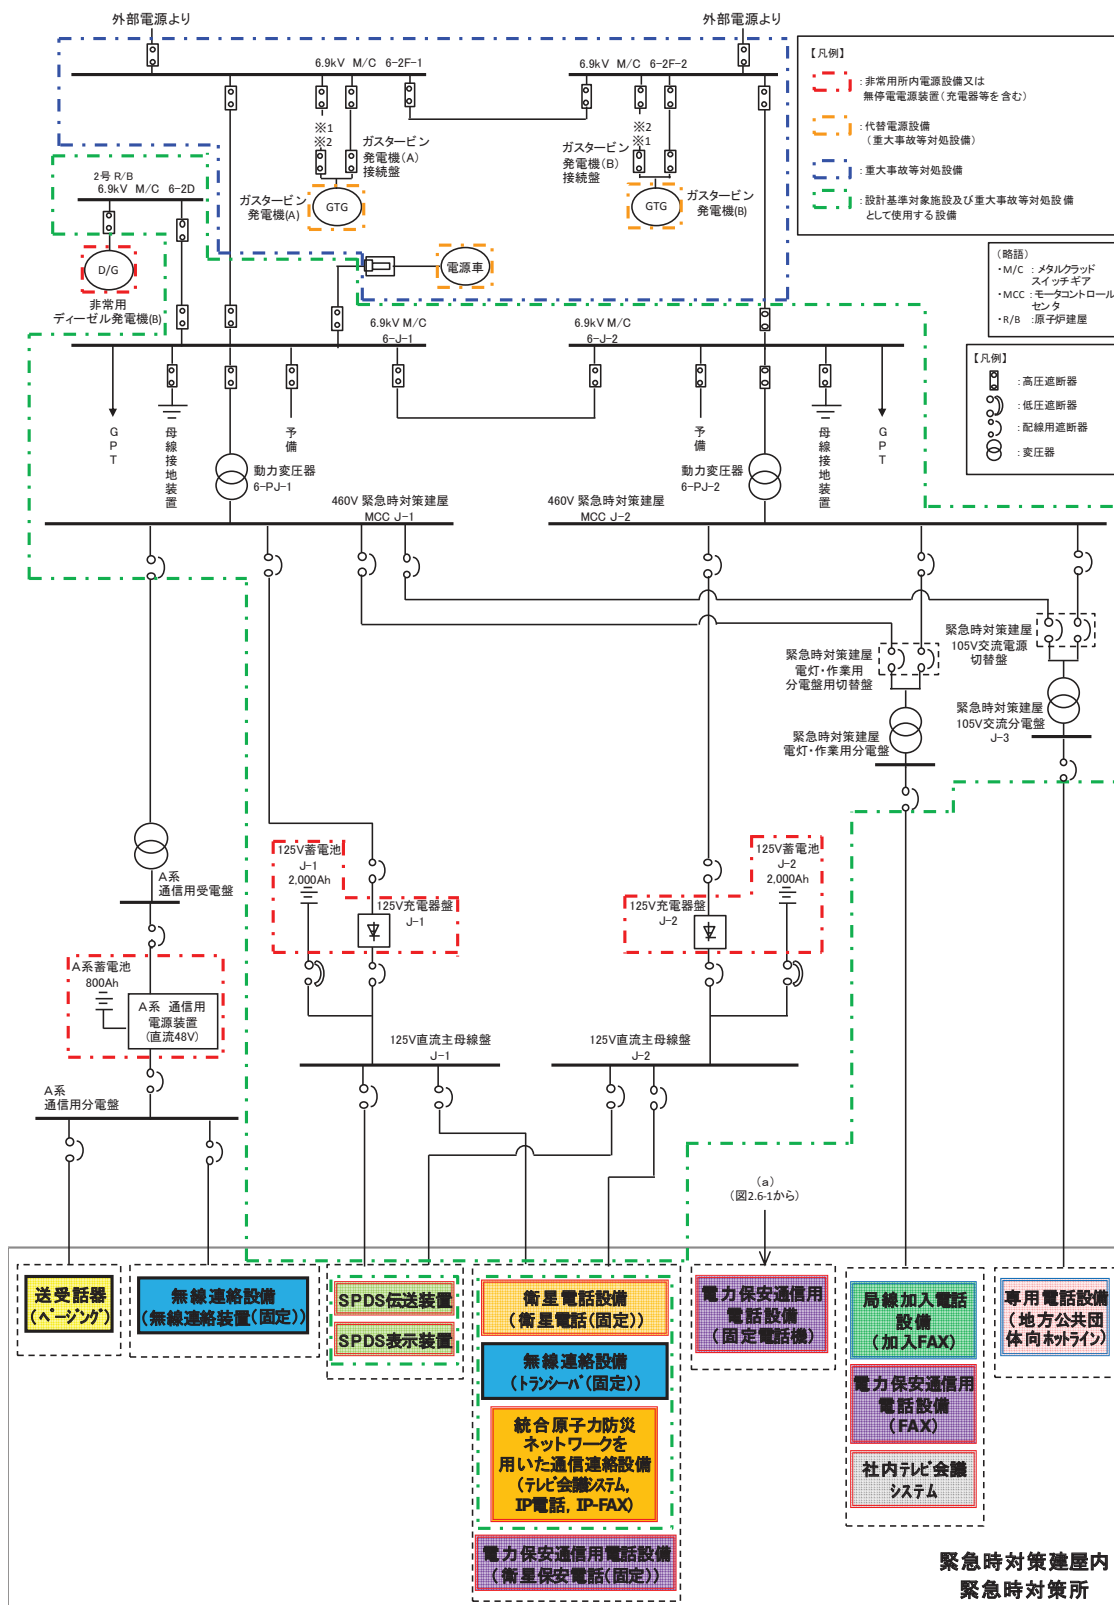 外部電源より
外部電源より
6.9kV M/C 6-2F-1
6.9kV M/C 6-2F-2
※1
※2
ガスタービン
発電機(A)
接続盤
※2
※1
ガスタービン
発電機(B)
接続盤
ガスタービン
発電機(A)
GTG
GTG
ガスタービン
発電機(B)
2号 R/B
6.9kV M/C 6-2D
D/G
非常用
ディーゼル発電機(B)
電源車
【凡例】
:非常用所内電源設備又は
無停電電源装置(充電器等を含む)
:代替電源設備
(重大事故等対処設備)
:重大事故等対処設備
:設計基準対象施設及び重大事故等対処設備
として使用する設備
(略語)
・M/C :メタルクラッド
スイッチギア
・MCC :モータコントロール
センタ
・R/B :原子炉建屋
【凡例】
:高圧遮断器
:低圧遮断器
:配線用遮断器
:変圧器
6.9kV M/C
6-J-1
6.9kV M/C
6-J-2
GPT
母線接地装置
予備
予備
母線接地装置
GPT
動力変圧器
6-PJ-1
動力変圧器
6-PJ-2
460V 緊急時対策建屋
MCC J-1
460V 緊急時対策建屋
MCC J-2
緊急時対策建屋
電灯・作業用
分電盤用切替盤
緊急時対策建屋
105V交流電源
切替盤
緊急時対策建屋
電灯・作業用分電盤
緊急時対策建屋
105V交流分電盤
J-3
A系
通信用受電盤
125V蓄電池
J-1
2,000Ah
125V充電器盤
J-1
125V蓄電池
J-2
2,000Ah
125V充電器盤
J-2
A系蓄電池
800Ah
A系 通信用
電源装置
(直流48V)
A系
通信用分電盤
125V直流主母線盤
J-1
125V直流主母線盤
J-2
(a)
(図2.6-1から)
送受話器
(ページング)
無線連絡設備
(無線連絡装置(固定))
SPDS伝送装置
SPDS表示装置
衛星電話設備
(衛星電話(固定))
無線連絡設備
(トランシーバ(固定))
統合原子力防災
ネットワークを
用いた通信連絡設備
(テレビ会議システム,
IP電話, IP-FAX)
電力保安通信用電話設備
(衛星保安電話(固定))
電力保安通信用
電話設備
(固定電話機)
局線加入電話
設備
(加入FAX)
電力保安通信用
電話設備
(FAX)
社内テレビ会議
システム
専用電話設備
(地方公共団
体向ホットライン)
緊急時対策建屋内
緊急時対策所